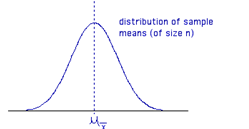 distribution of sample
means (of size n)
μx̄